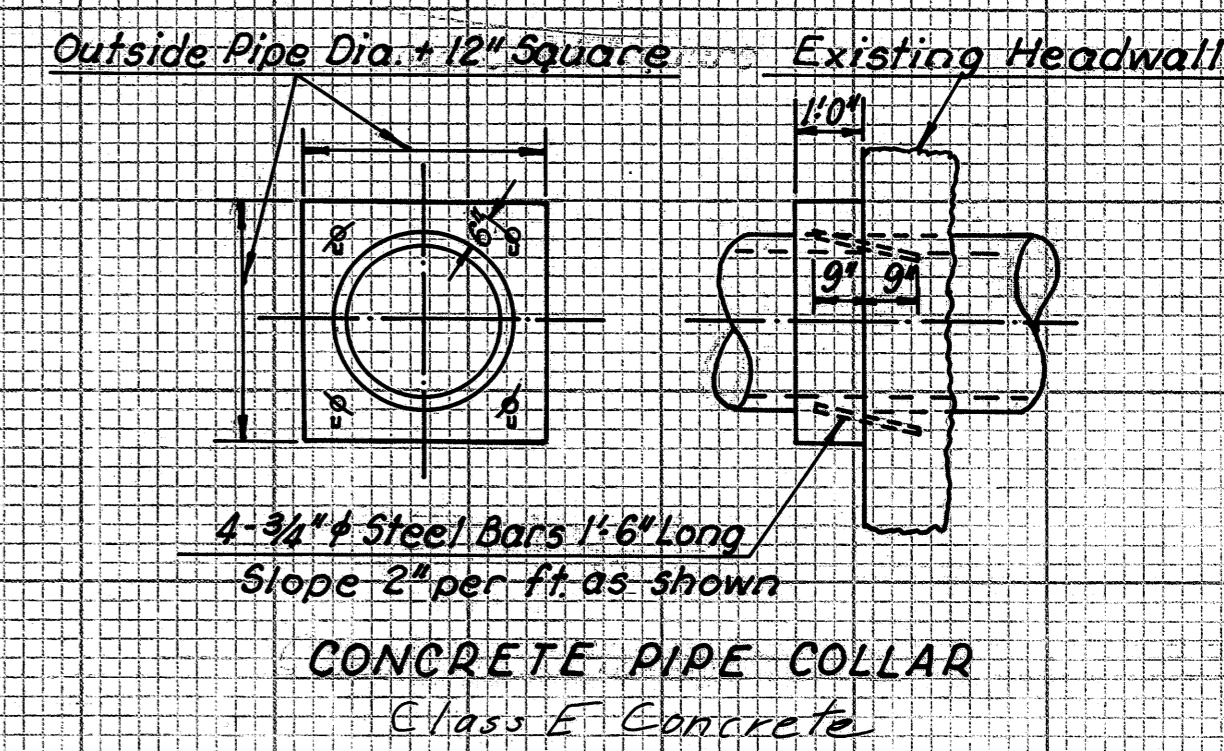 Outside Pipe Dia. + 12" Square
Existing Headwall
1'-0"
6"
9" 9"
4-3/4" ϕ Steel Bars 1'-6" Long
Slope 2" per ft. as shown
CONCRETE PIPE COLLAR
Class E Concrete